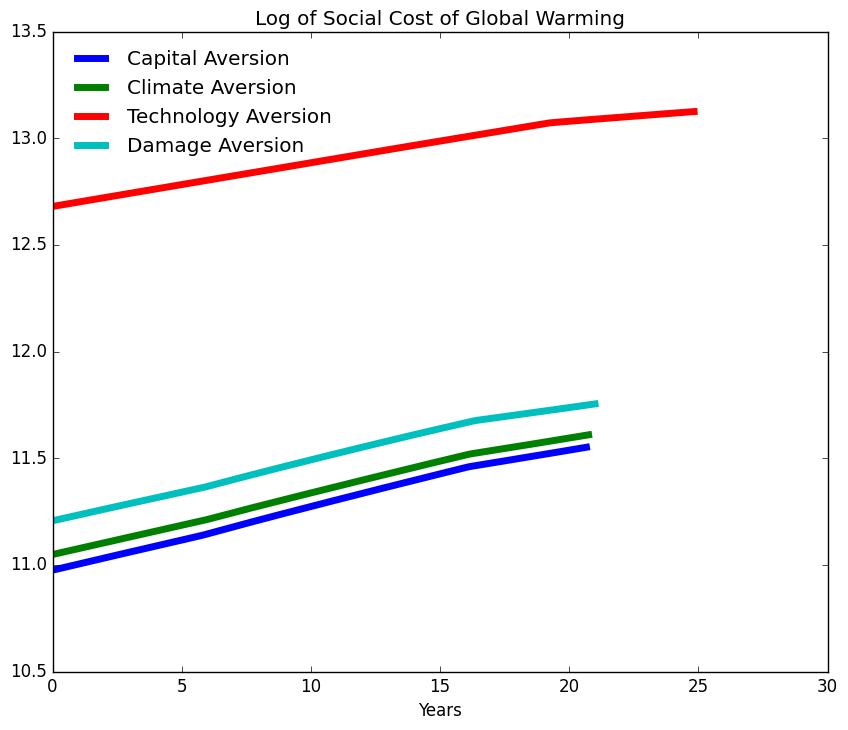 Log of Social Cost of Global Warming
13.5
13.0
12.5
12.0
11.5
11.0
10.5
Capital Aversion
Climate Aversion
Technology Aversion
Damage Aversion
0 5 10 15 20 25 30
Years